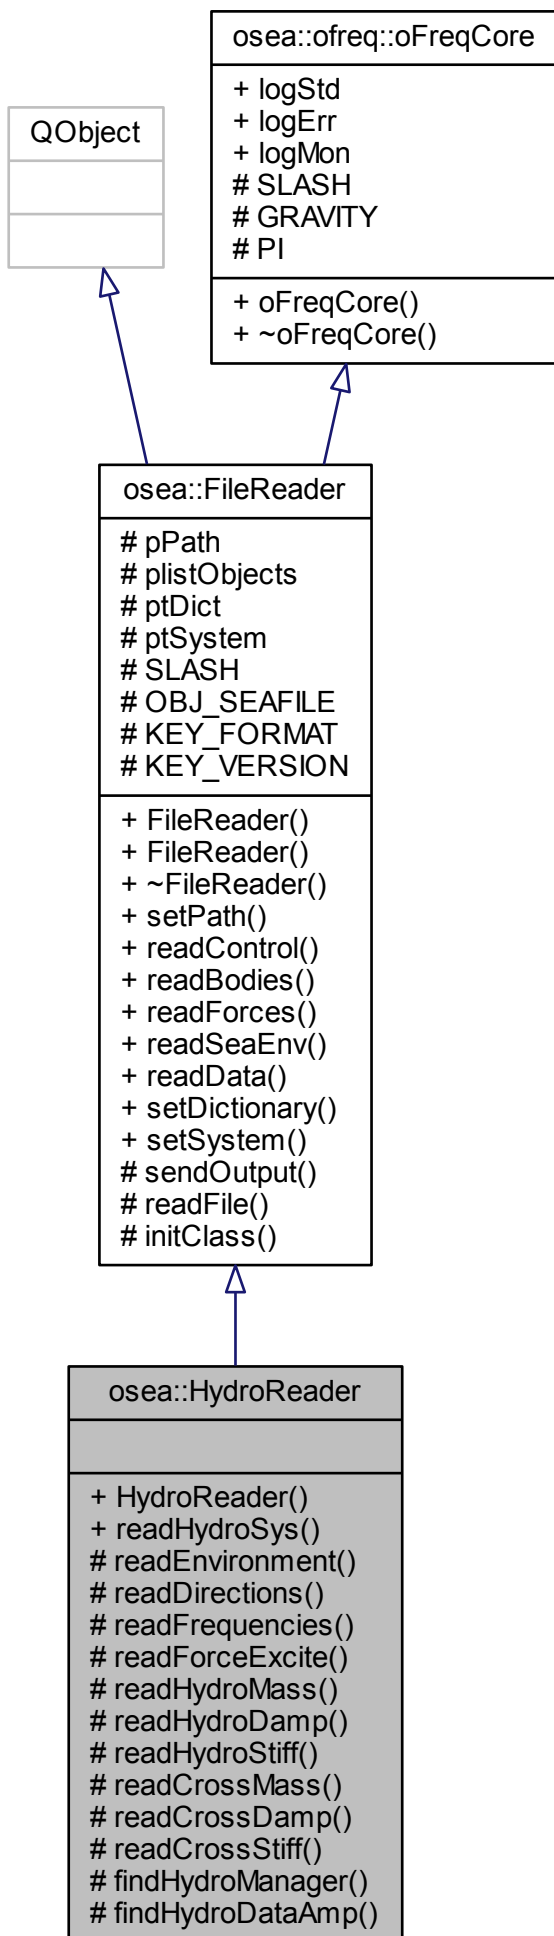 osea::ofreq::oFreqCore
+ logStd
+ logErr
+ logMon
# SLASH
# GRAVITY
# PI
+ oFreqCore()
+ ~oFreqCore()
QObject
osea::FileReader
# pPath
# plistObjects
# ptDict
# ptSystem
# SLASH
# OBJ_SEAFILE
# KEY_FORMAT
# KEY_VERSION
+ FileReader()
+ FileReader()
+ ~FileReader()
+ setPath()
+ readControl()
+ readBodies()
+ readForces()
+ readSeaEnv()
+ readData()
+ setDictionary()
+ setSystem()
# sendOutput()
# readFile()
# initClass()
osea::HydroReader
+ HydroReader()
+ readHydroSys()
# readEnvironment()
# readDirections()
# readFrequencies()
# readForceExcite()
# readHydroMass()
# readHydroDamp()
# readHydroStiff()
# readCrossMass()
# readCrossDamp()
# readCrossStiff()
# findHydroManager()
# findHydroDataAmp()